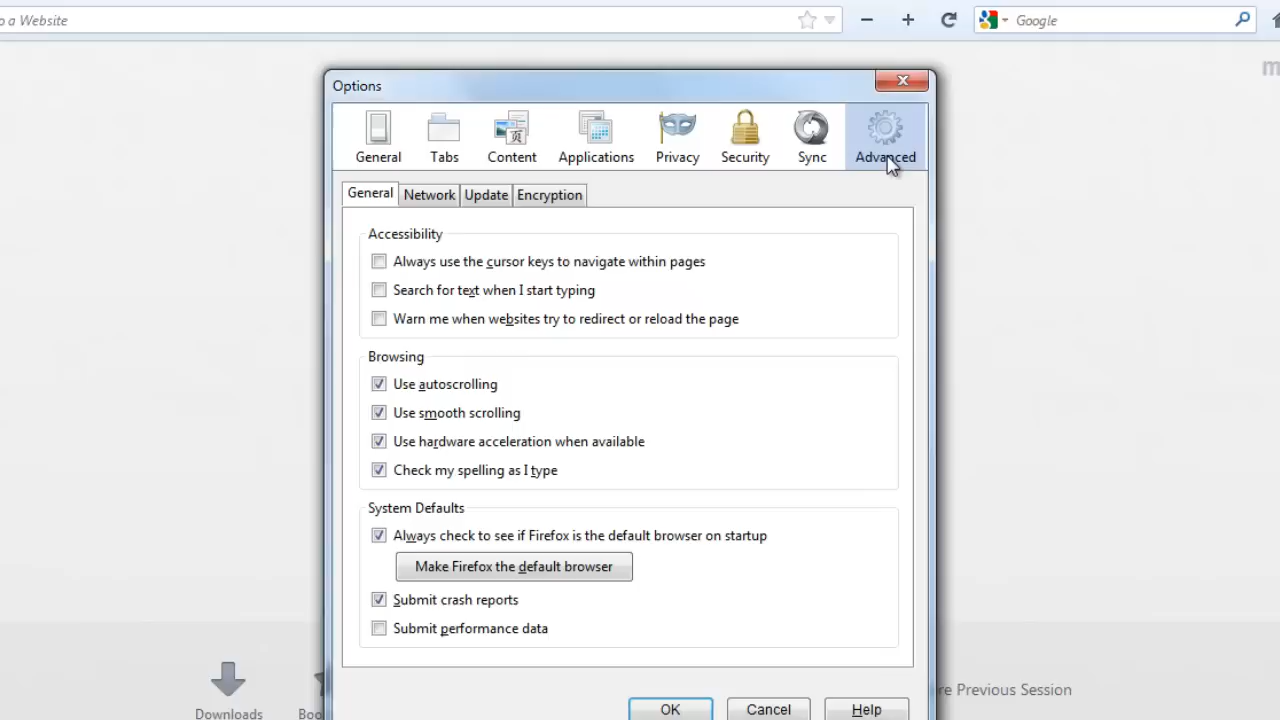 o a Website
Google
m
Options
General Tabs Content Applications Privacy Security Sync Advanced
General Network Update Encryption
Accessibility
Always use the cursor keys to navigate within pages
Search for text when I start typing
Warn me when websites try to redirect or reload the page
Browsing
Use autoscrolling
Use smooth scrolling
Use hardware acceleration when available
Check my spelling as I type
System Defaults
Always check to see if Firefox is the default browser on startup
Make Firefox the default browser
Submit crash reports
Submit performance data
re Previous Session
OK Cancel Help
Downloads Boo